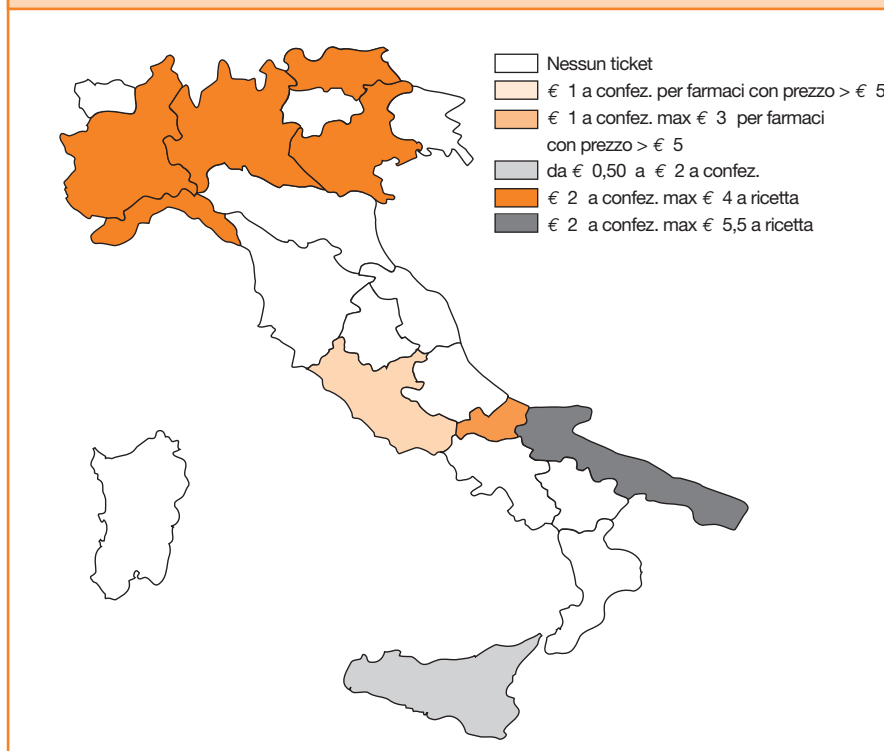 Nessun ticket
€ 1 a confez. per farmaci con prezzo > € 5
€ 1 a confez. max € 3 per farmaci
con prezzo > € 5
da € 0,50 a € 2 a confez.
€ 2 a confez. max € 4 a ricetta
€ 2 a confez. max € 5,5 a ricetta